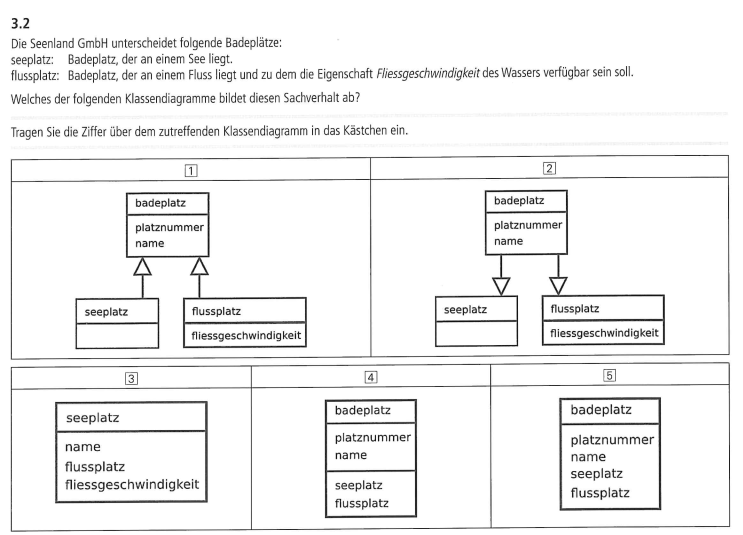 3.2
Die Seenland GmbH unterscheidet folgende Badeplätze:
seeplatz: Badeplatz, der an einem See liegt.
flussplatz: Badeplatz, der an einem Fluss liegt und zu dem die Eigenschaft Fliessgeschwindigkeit des Wassers verfügbar sein soll.
Welches der folgenden Klassendiagramme bildet diesen Sachverhalt ab?
Tragen Sie die Ziffer über dem zutreffenden Klassendiagramm in das Kästchen ein.
1
badeplatz
platznummer
name
seeplatz
flussplatz
fliessgeschwindigkeit
2
badeplatz
platznummer
name
seeplatz
flussplatz
fliessgeschwindigkeit
3
seeplatz
name
flussplatz
fliessgeschwindigkeit
4
badeplatz
platznummer
name
seeplatz
flussplatz
5
badeplatz
platznummer
name
seeplatz
flussplatz